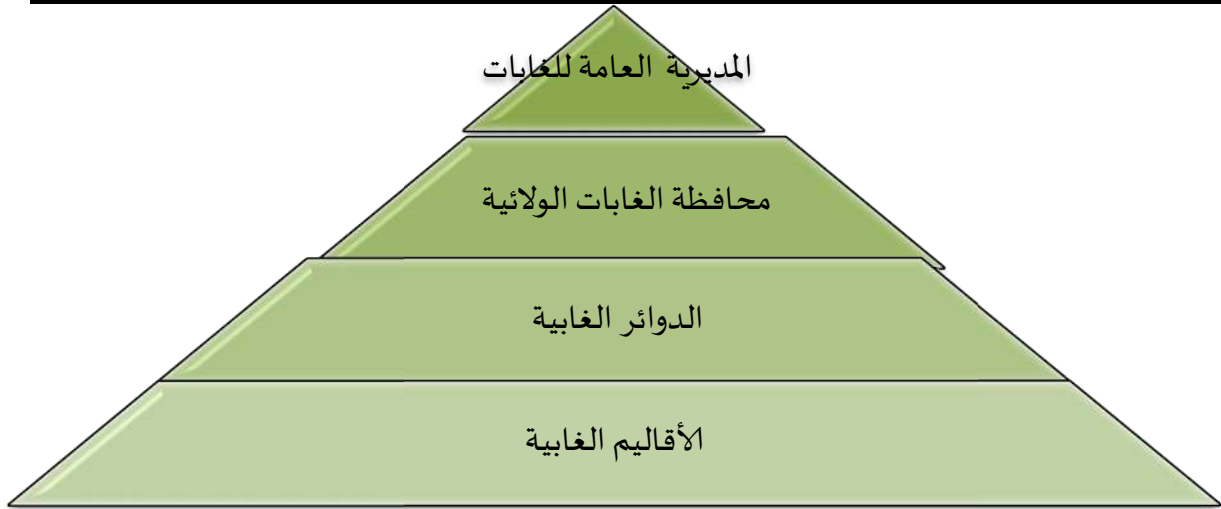 المديرية العامة للغابات
محافظة الغابات الولائية
الدوائر الغابية
الأقاليم الغابية